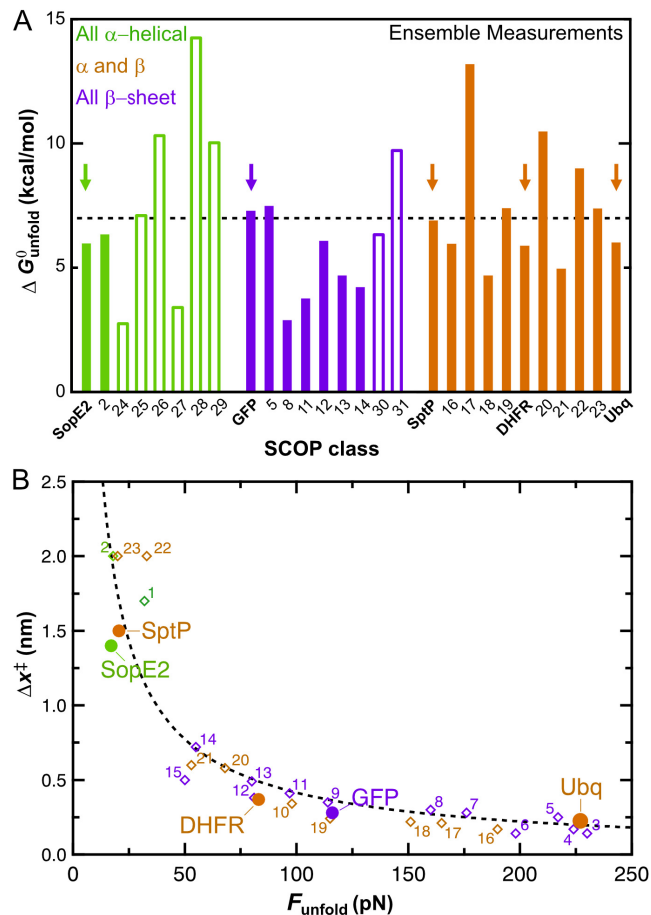 A
All α–helical
α and β
All β–sheet
Ensemble Measurements
15
10
5
0
Δ G⁰unfold (kcal/mol)
SopE2 2 24 25 26 27 28 29 GFP 5 8 11 12 13 14 30 31 SptP 16 17 18 19 DHFR 20 21 22 23 Ubq
SCOP class
B
2.5
2.0
1.5
1.0
0.5
0.0
Δx‡ (nm)
2 23 22
1
SptP
SopE2
14
21 20
15
13
12
DHFR
11
10
9
GFP
19
8
7
18
17
16
6
5
4
3
Ubq
0 50 100 150 200 250
Funfold (pN)